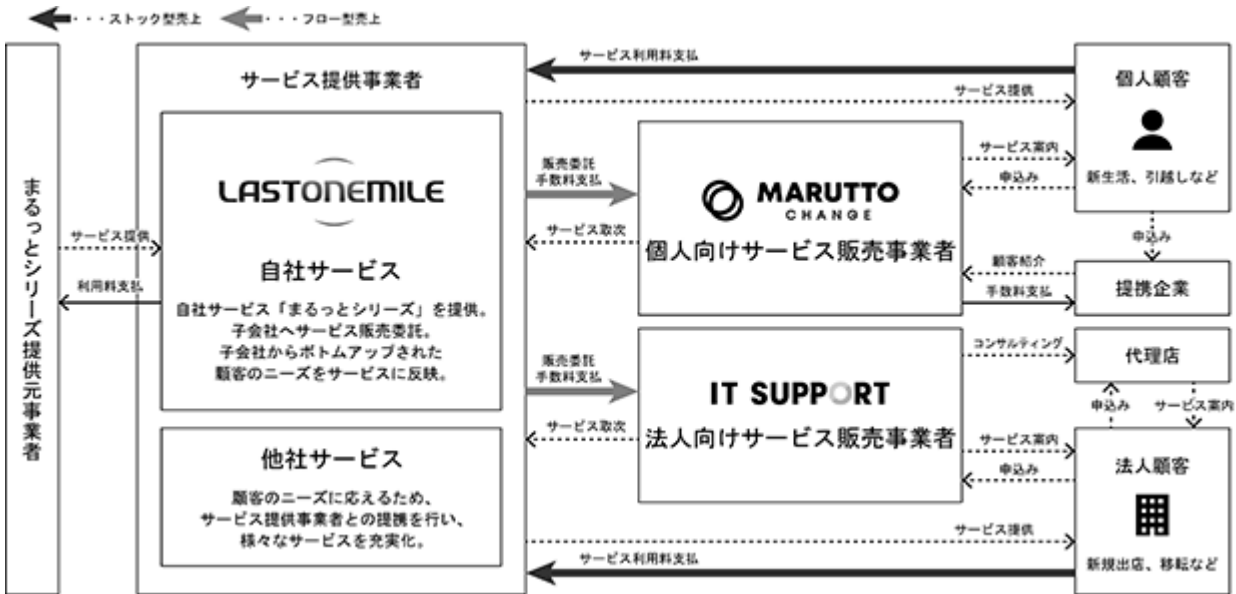 ・・・ストック型売上
・・・フロー型売上
まるっとシリーズ提供元事業者
サービス提供
利用料支払
サービス提供事業者
LASTONEMILE
自社サービス
自社サービス「まるっとシリーズ」を提供。
子会社へサービス販売委託。
子会社からボトムアップされた
顧客のニーズをサービスに反映。
他社サービス
顧客のニーズに応えるため、
サービス提供事業者との提携を行い、
様々なサービスを充実化。
サービス利用料支払
サービス提供
販売委託
手数料支払
サービス取次
MARUTTO
CHANGE
個人向けサービス販売事業者
サービス案内
申込み
顧客紹介
手数料支払
個人顧客
新生活、引越しなど
申込み
提携企業
販売委託
手数料支払
サービス取次
IT SUPPORT
法人向けサービス販売事業者
コンサルティング
代理店
申込み
サービス案内
サービス案内
申込み
法人顧客
新規出店、移転など
サービス提供
サービス利用料支払